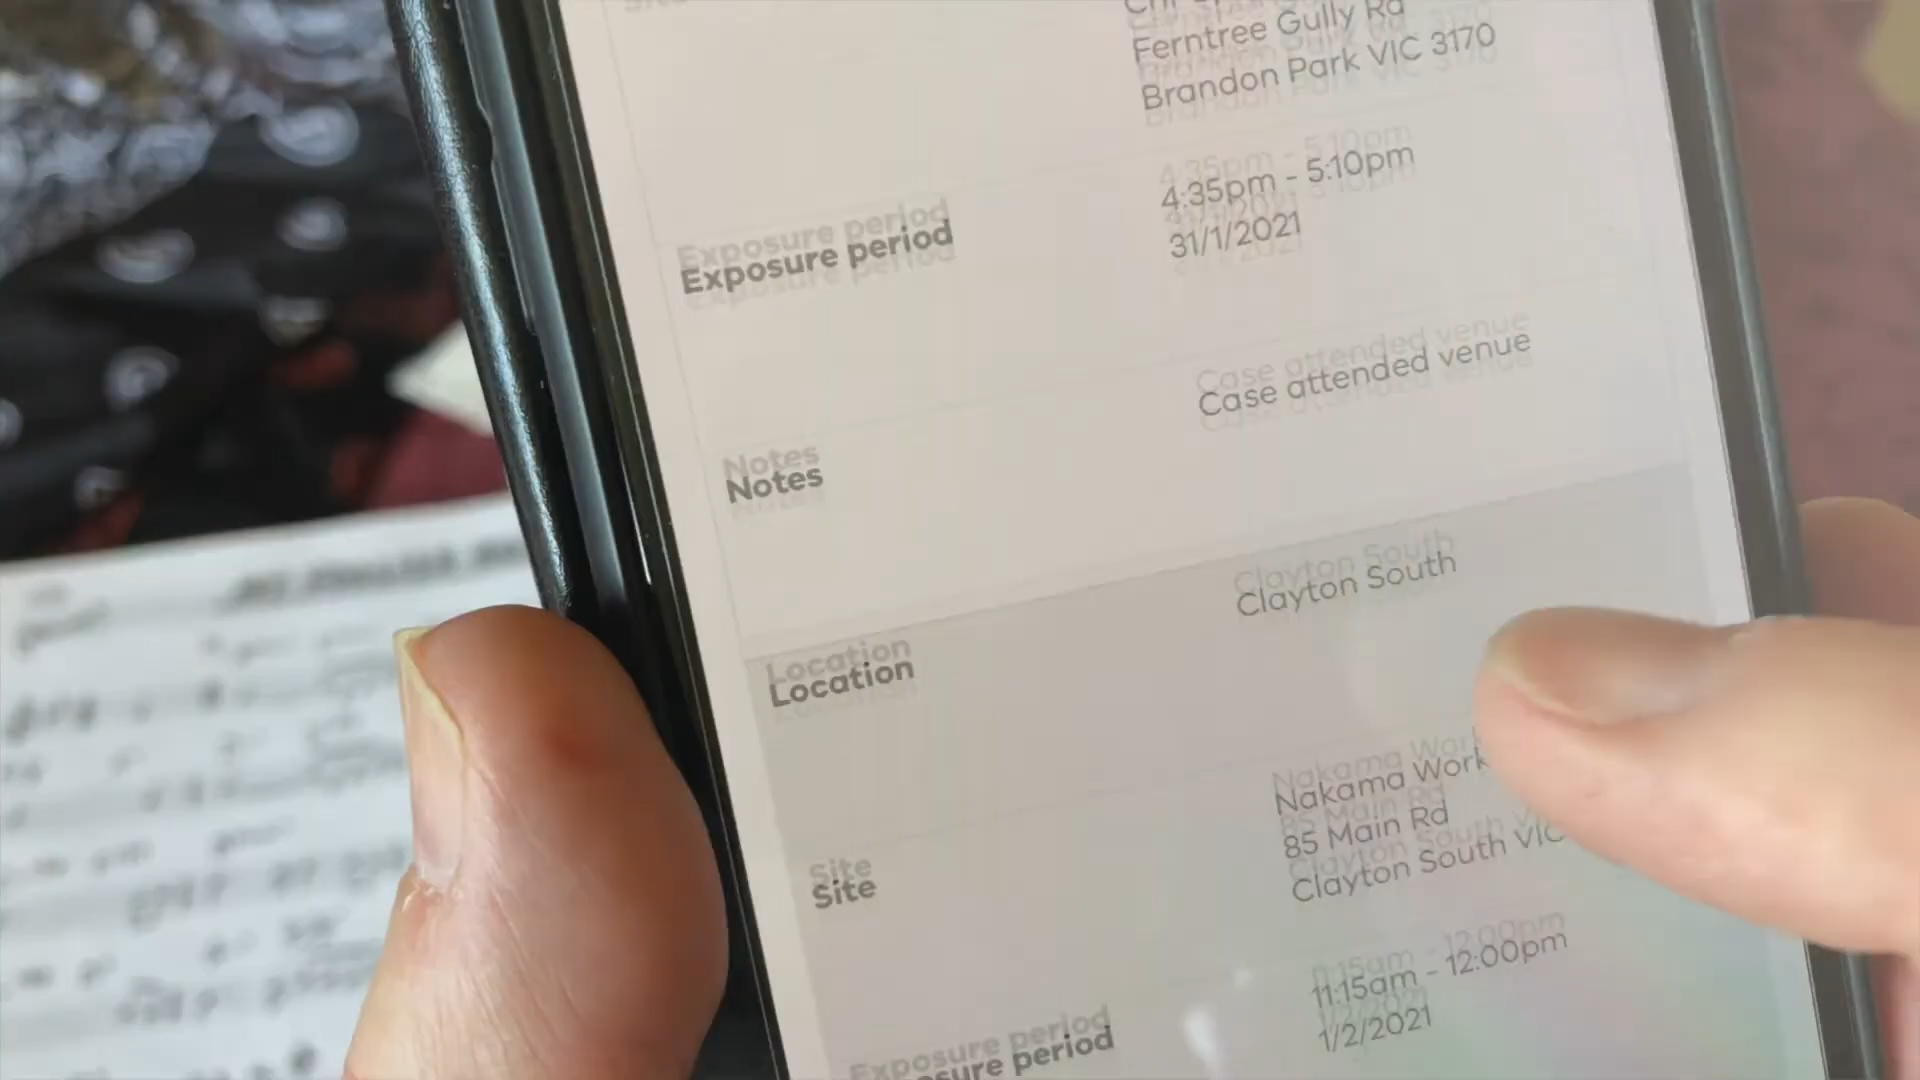 Ferntree Gully Rd
Brandon Park VIC 3170
Exposure period
4:35pm - 5:10pm
31/1/2021
Notes
Case attended venue
Location
Clayton South
Site
Nakama Work
85 Main Rd
Clayton South VIC
Exposure period
11:15am - 12:00pm
1/2/2021